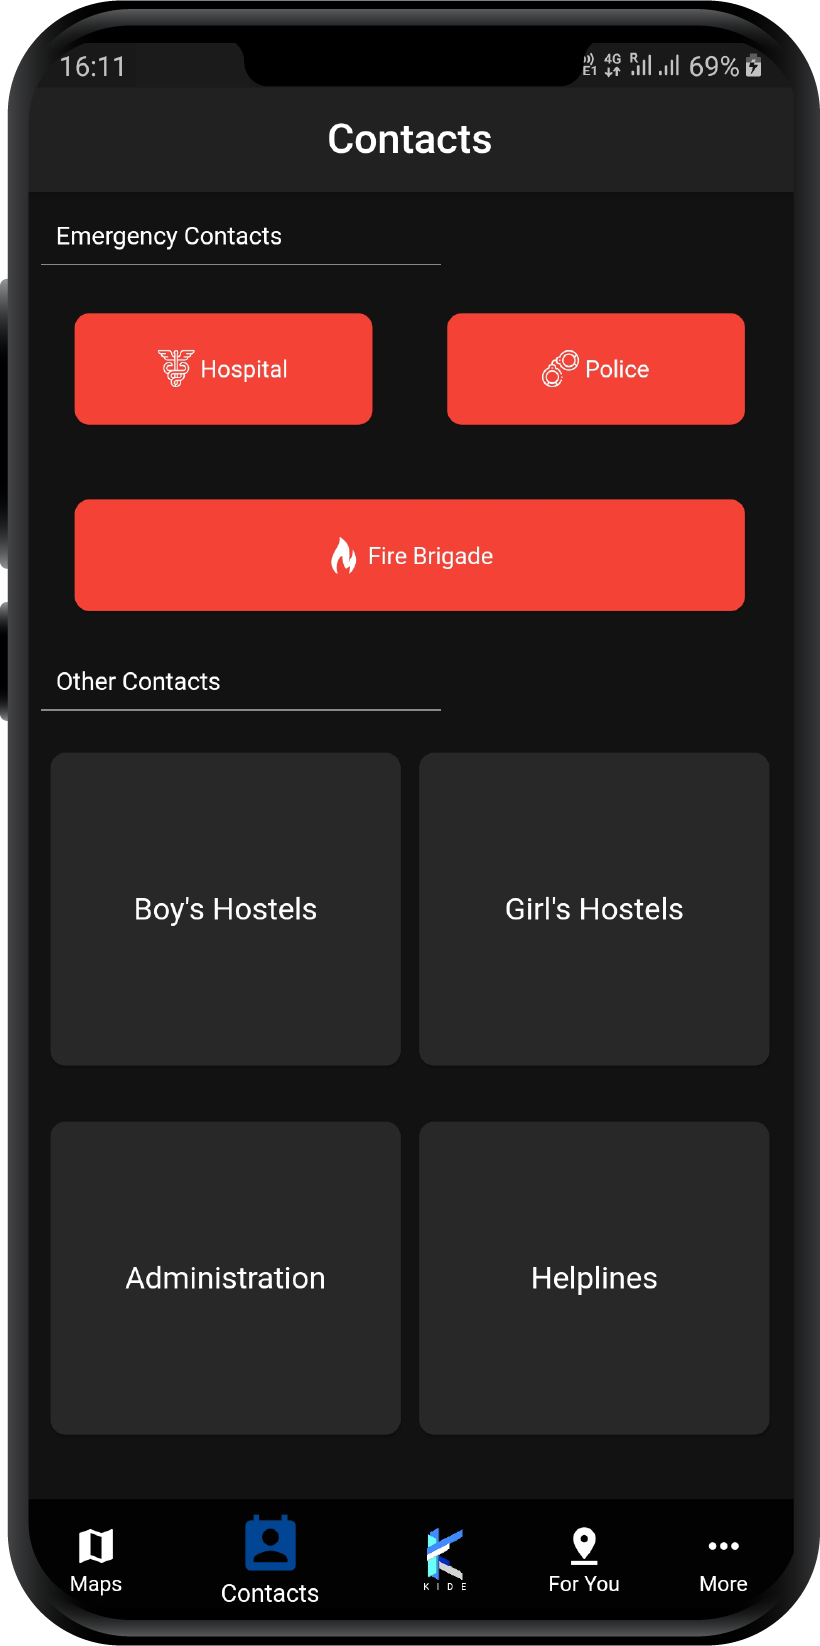 16:11
E1 4G R 69%
Contacts
Emergency Contacts
Hospital
Police
Fire Brigade
Other Contacts
Boy's Hostels
Girl's Hostels
Administration
Helplines
Maps
Contacts
KIDE
For You
More